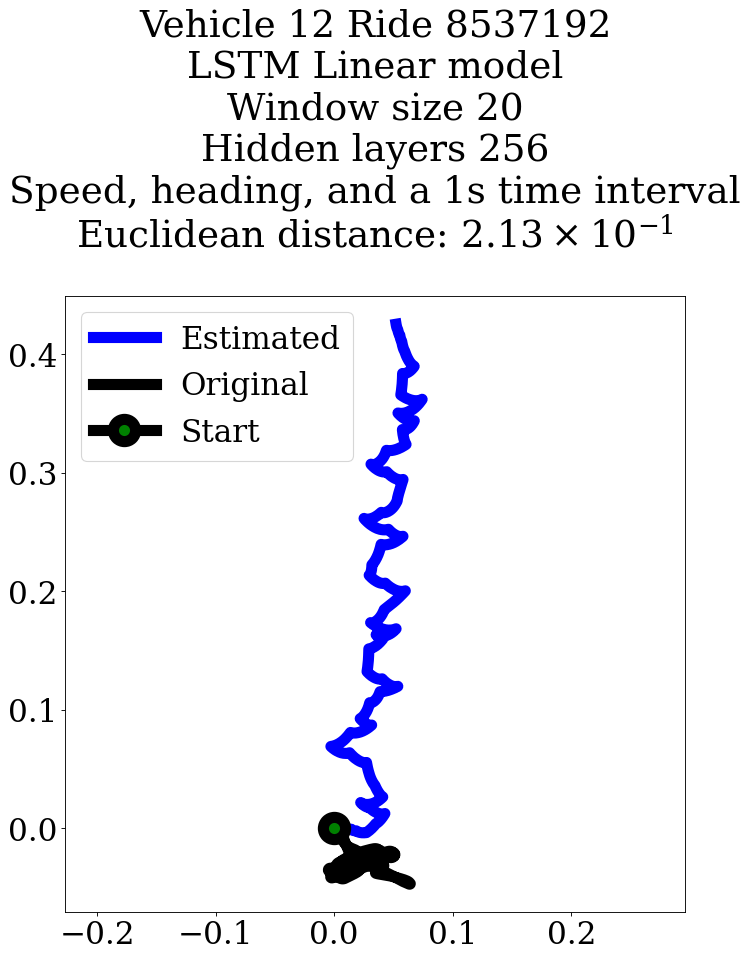 Vehicle 12 Ride 8537192
LSTM Linear model
Window size 20
Hidden layers 256
Speed, heading, and a 1s time interval
Euclidean distance: 2.13 × 10⁻¹
Estimated
Original
Start
0.4
0.3
0.2
0.1
0.0
−0.2 −0.1 0.0 0.1 0.2